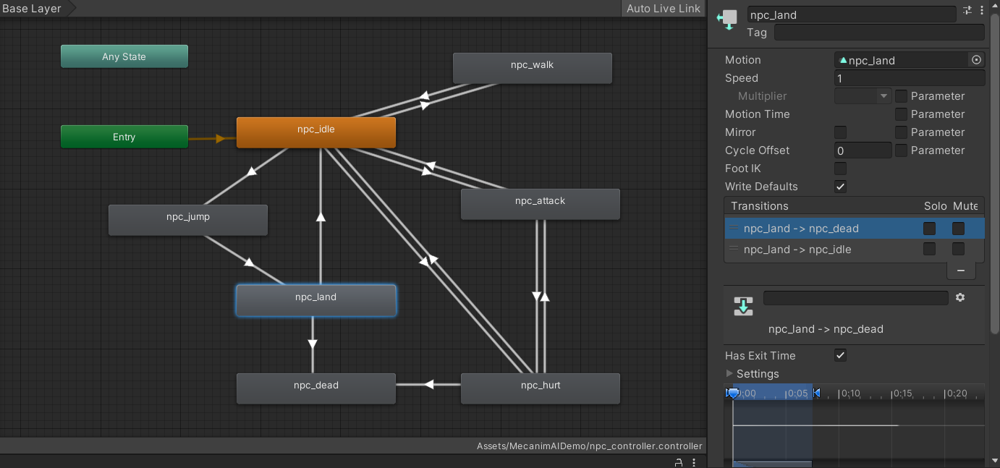 Base Layer
Auto Live Link
Any State
npc_walk
npc_idle
Entry
npc_attack
npc_jump
npc_land
npc_dead
npc_hurt
Assets/MecanimAIDemo/npc_controller.controller
npc_land
Tag
Motion npc_land
Speed 1
Multiplier Parameter
Motion Time Parameter
Mirror Parameter
Cycle Offset 0 Parameter
Foot IK
Write Defaults
Transitions Solo Mute
npc_land -> npc_dead
npc_land -> npc_idle
npc_land -> npc_dead
Has Exit Time
Settings
0;00 0;05 0;10 0;15 0;20